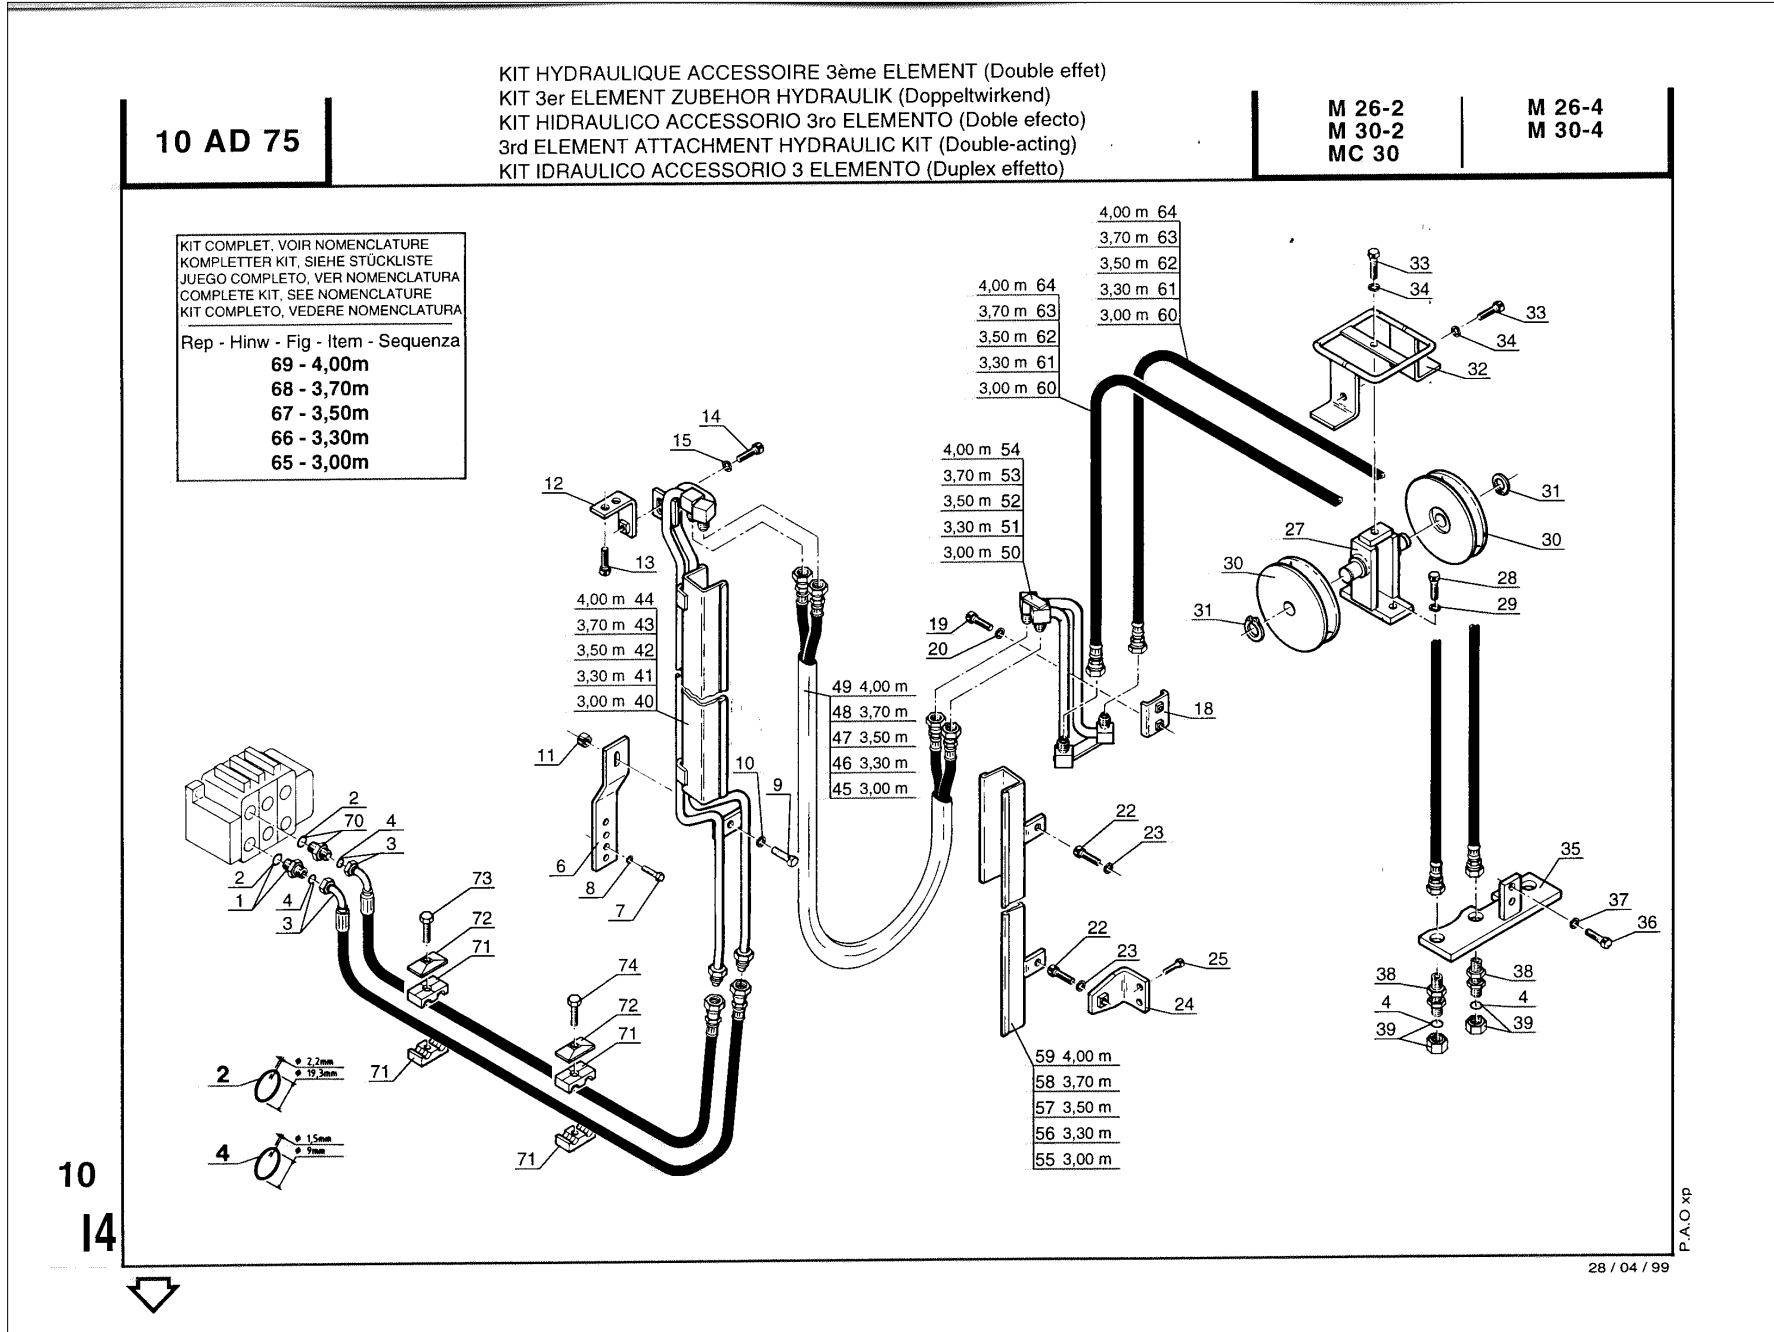 KIT HYDRAULIQUE ACCESSOIRE 3ème ELEMENT (Double effet)
KIT 3er ELEMENT ZUBEHOR HYDRAULIK (Doppeltwirkend)
KIT HIDRAULICO ACCESSORIO 3ro ELEMENTO (Doble efecto)
3rd ELEMENT ATTACHMENT HYDRAULIC KIT (Double-acting)
KIT IDRAULICO ACCESSORIO 3 ELEMENTO (Duplex effetto)
10 AD 75
M 26-2
M 30-2
MC 30
M 26-4
M 30-4
KIT COMPLET, VOIR NOMENCLATURE
KOMPLETTER KIT, SIEHE STÜCKLISTE
JUEGO COMPLETO, VER NOMENCLATURA
COMPLETE KIT, SEE NOMENCLATURE
KIT COMPLETO, VEDERE NOMENCLATURA
Rep - Hinw - Fig - Item - Sequenza
69 - 4,00m
68 - 3,70m
67 - 3,50m
66 - 3,30m
65 - 3,00m
4,00 m 64
3,70 m 63
3,50 m 62
3,30 m 61
3,00 m 60
4,00 m 64
3,70 m 63
3,50 m 62
3,30 m 61
3,00 m 60
33
34
33
34
32
14
15
12
13
4,00 m 54
3,70 m 53
3,50 m 52
3,30 m 51
3,00 m 50
31
30
27
30
28
29
31
4,00 m 44
3,70 m 43
3,50 m 42
3,30 m 41
3,00 m 40
19
20
18
49 4,00 m
48 3,70 m
47 3,50 m
46 3,30 m
45 3,00 m
11
10
9
2
70
4
3
2
1
4
3
6
8
7
22
23
35
37
36
73
72
71
74
72
71
71
71
22
23
25
24
38
38
4
4
39
39
59 4,00 m
58 3,70 m
57 3,50 m
56 3,30 m
55 3,00 m
2
ø 2,2mm
ø 19,3mm
4
ø 1,5mm
ø 9mm
10
14
P.A.O xp
28 / 04 / 99